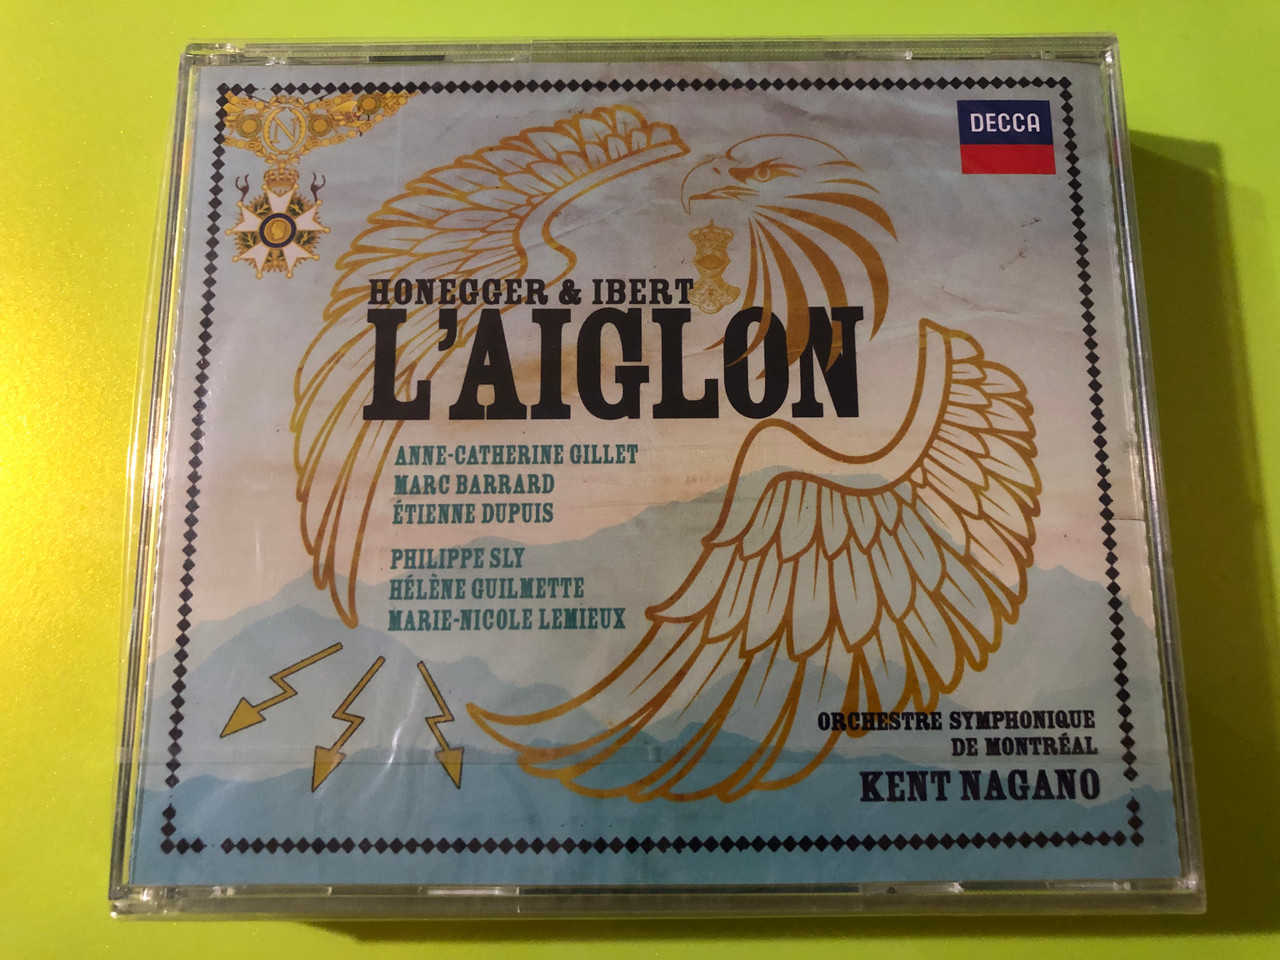 N
DECCA
HONEGGER & IBERT
L'AIGLON
ANNE-CATHERINE GILLET
MARC BARRARD
ÉTIENNE DUPUIS
PHILIPPE SLY
HÉLÈNE GUILMETTE
MARIE-NICOLE LEMIEUX
ORCHESTRE SYMPHONIQUE
DE MONTRÉAL
KENT NAGANO